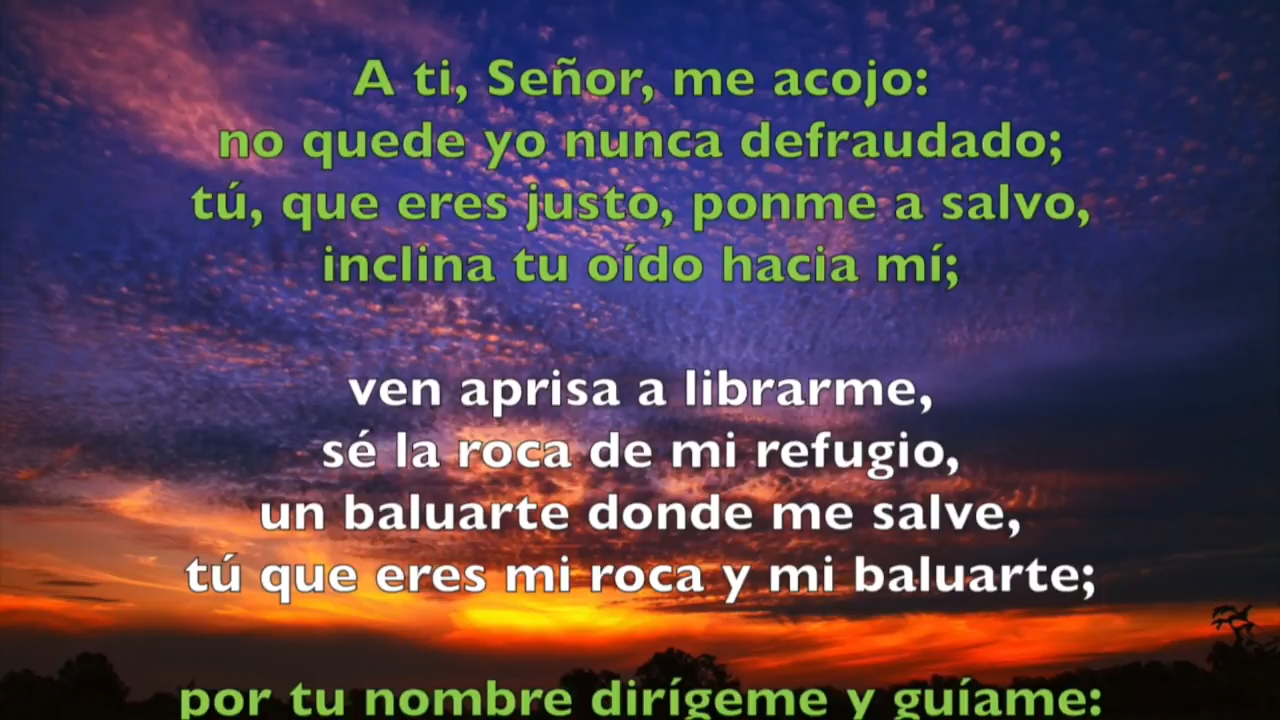 A ti, Señor, me acojo:
no quede yo nunca defraudado;
tú, que eres justo, ponme a salvo,
inclina tu oído hacia mí;
ven aprisa a librarme,
sé la roca de mi refugio,
un baluarte donde me salve,
tú que eres mi roca y mi baluarte;
por tu nombre dirígeme y guíame: